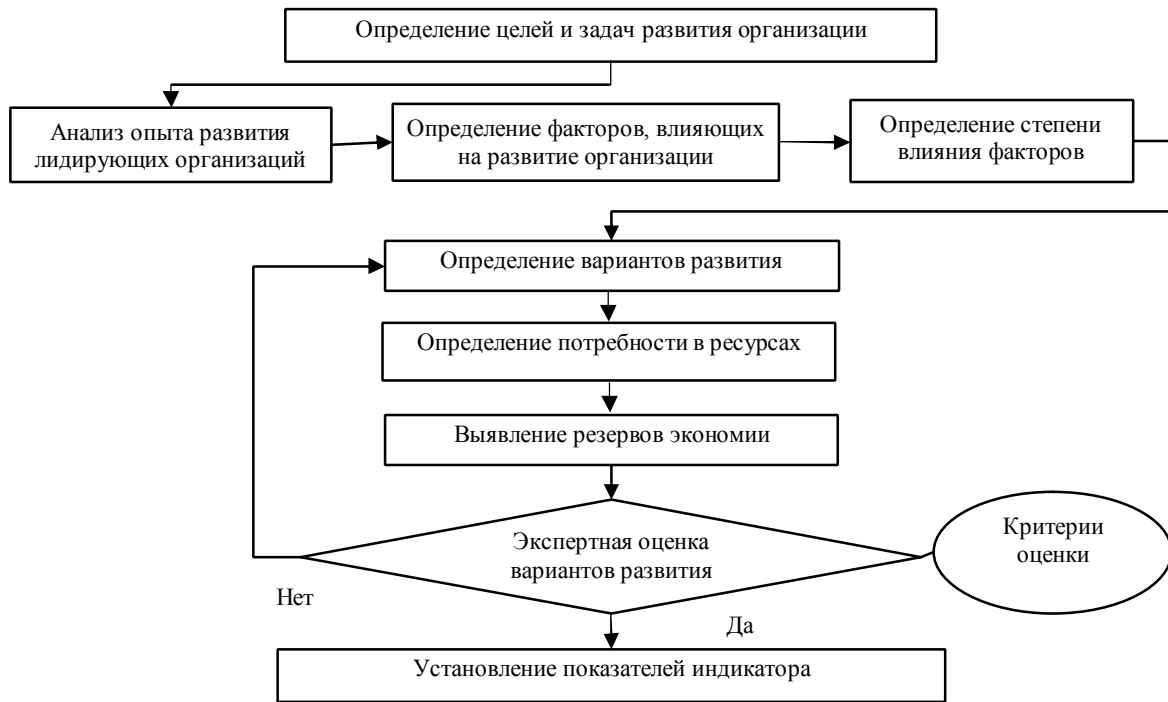 Определение целей и задач развития организации
Анализ опыта развития
лидирующих организаций
Определение факторов, влияющих
на развитие организации
Определение степени
влияния факторов
Определение вариантов развития
Определение потребности в ресурсах
Выявление резервов экономии
Экспертная оценка
вариантов развития
Критерии
оценки
Нет
Да
Установление показателей индикатора